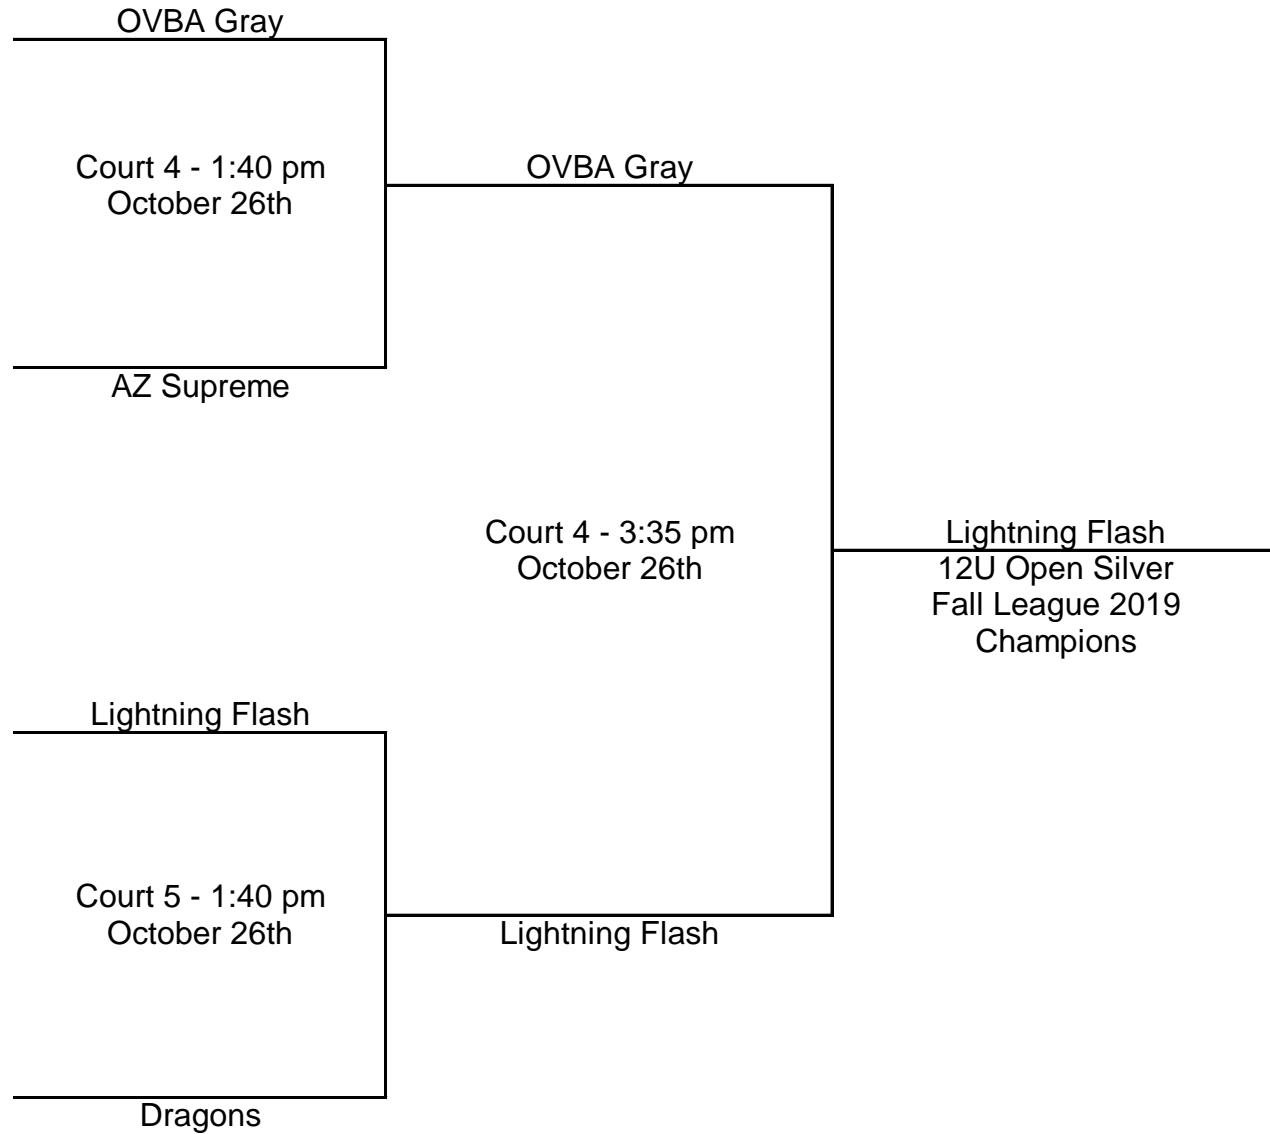 OVBA Gray
Court 4 - 1:40 pm
October 26th
AZ Supreme
OVBA Gray
Court 4 - 3:35 pm
October 26th
Lightning Flash
12U Open Silver
Fall League 2019
Champions
Lightning Flash
Court 5 - 1:40 pm
October 26th
Lightning Flash
Dragons